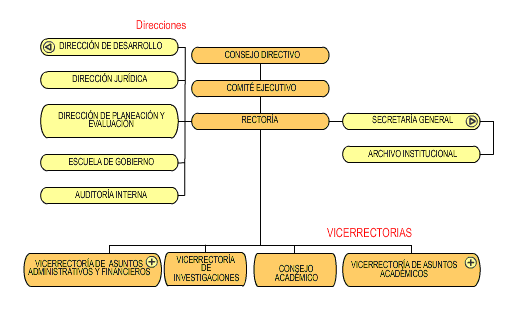 Direcciones
DIRECCIÓN DE DESARROLLO
DIRECCIÓN JURÍDICA
DIRECCIÓN DE PLANEACIÓN Y
EVALUACIÓN
ESCUELA DE GOBIERNO
AUDITORÍA INTERNA
CONSEJO DIRECTIVO
COMITÉ EJECUTIVO
RECTORÍA
SECRETARÍA GENERAL
ARCHIVO INSTITUCIONAL
VICERRECTORIAS
VICERRECTORÍA DE ASUNTOS
ADMINISTRATIVOS Y FINANCIEROS
VICERRECTORÍA
DE
INVESTIGACIONES
CONSEJO
ACADÉMICO
VICERRECTORÍA DE ASUNTOS
ACADÉMICOS